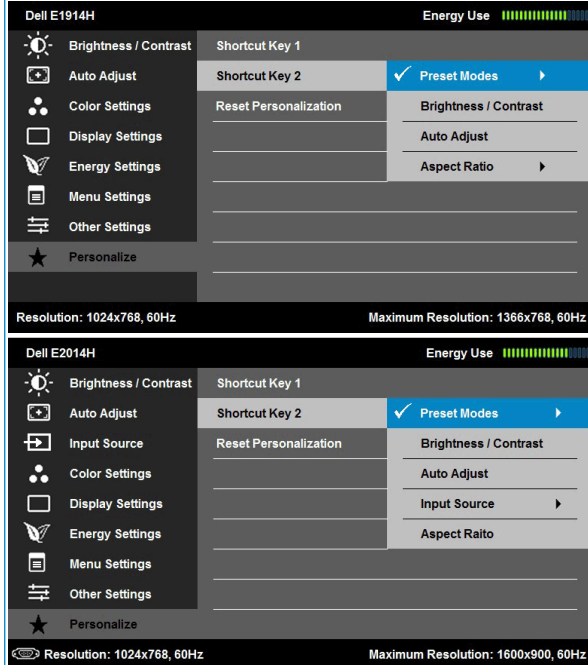 Dell E1914H Energy Use
Brightness / Contrast Shortcut Key 1
Auto Adjust Shortcut Key 2 Preset Modes
Color Settings Reset Personalization Brightness / Contrast
Display Settings Auto Adjust
Energy Settings Aspect Ratio
Menu Settings
Other Settings
Personalize
Resolution: 1024x768, 60Hz Maximum Resolution: 1366x768, 60Hz
Dell E2014H Energy Use
Brightness / Contrast Shortcut Key 1
Auto Adjust Shortcut Key 2 Preset Modes
Input Source Reset Personalization Brightness / Contrast
Color Settings Auto Adjust
Display Settings Input Source
Energy Settings Aspect Raito
Menu Settings
Other Settings
Personalize
Resolution: 1024x768, 60Hz Maximum Resolution: 1600x900, 60Hz